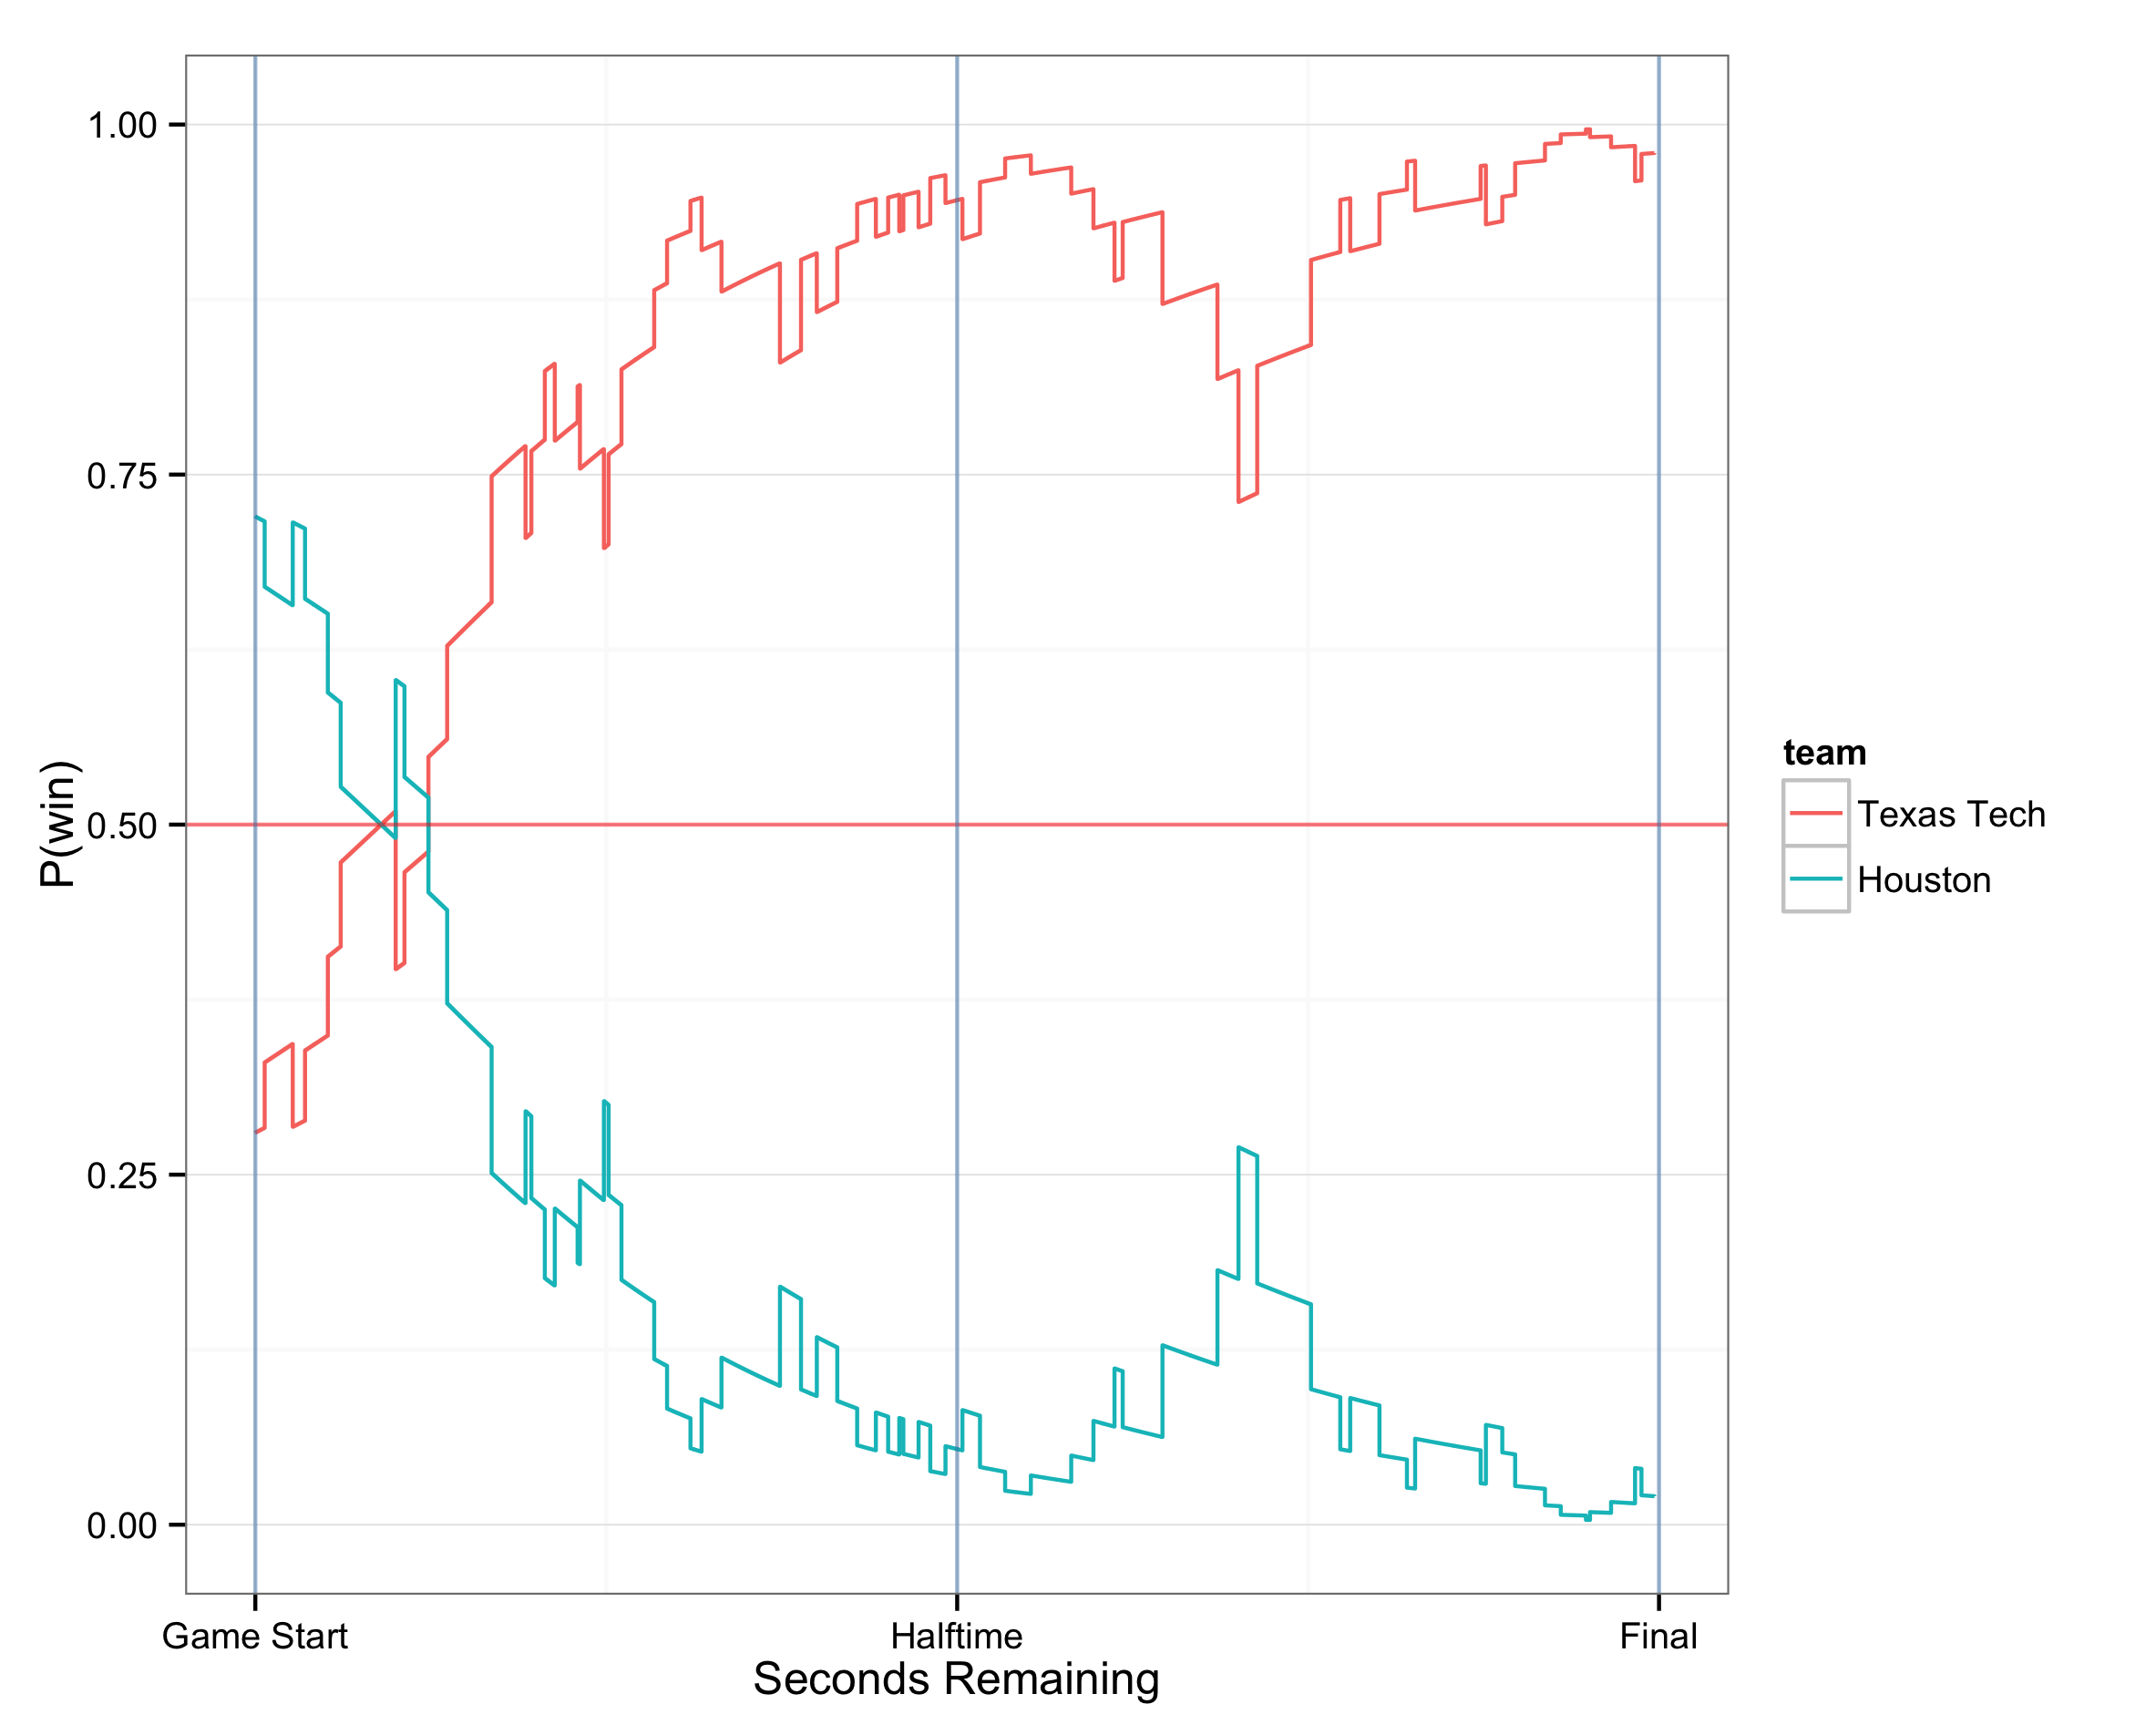 1.00
0.75
0.50
0.25
0.00
P(win)
Game Start
Halftime
Final
Seconds Remaining
team
Texas Tech
Houston